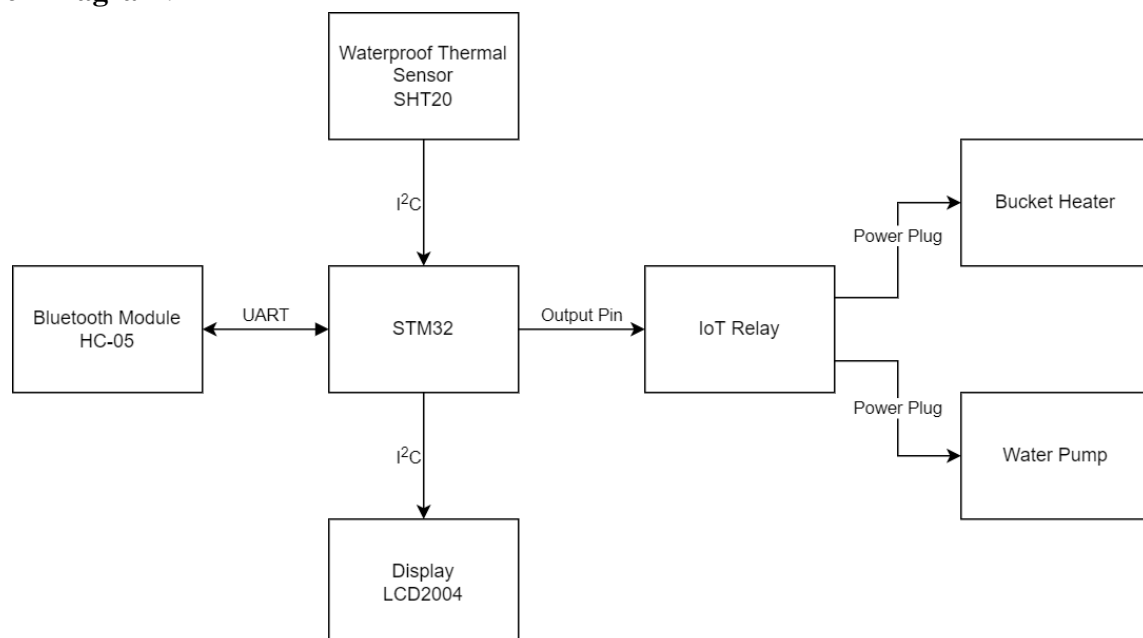 Waterproof Thermal
Sensor
SHT20
I²C
Bucket Heater
Power Plug
Bluetooth Module
HC-05
UART
STM32
Output Pin
IoT Relay
Power Plug
Water Pump
I²C
Display
LCD2004